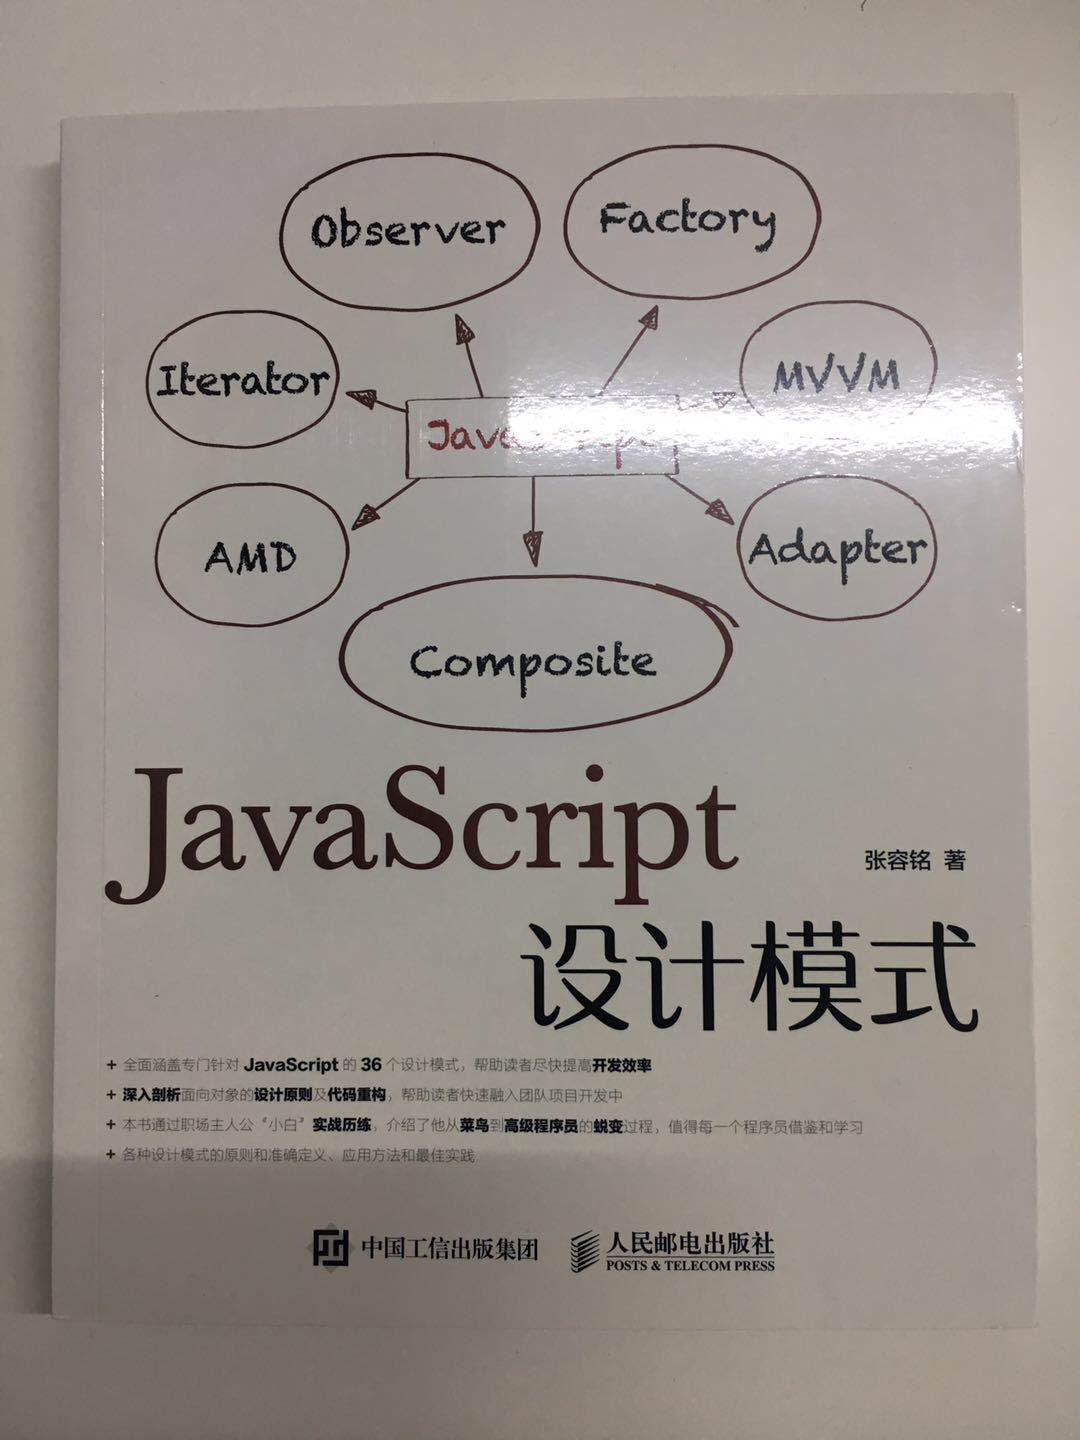 Observer
Factory
Iterator
MVVM
AMD
Adapter
Composite
JavaScript
张容铭 著
设计模式
+ 全面涵盖专门针对 JavaScript 的 36 个设计模式，帮助读者尽快提高开发效率
+ 深入剖析面向对象的设计原则及代码重构，帮助读者快速融入团队项目开发中
+ 本书通过职场主人公“小白”实战历练，介绍了他从菜鸟到高级程序员的蜕变过程，值得每一个程序员借鉴和学习
+ 各种设计模式的原则和准确定义、应用方法和最佳实践
中国工信出版集团
人民邮电出版社
POSTS & TELECOM PRESS